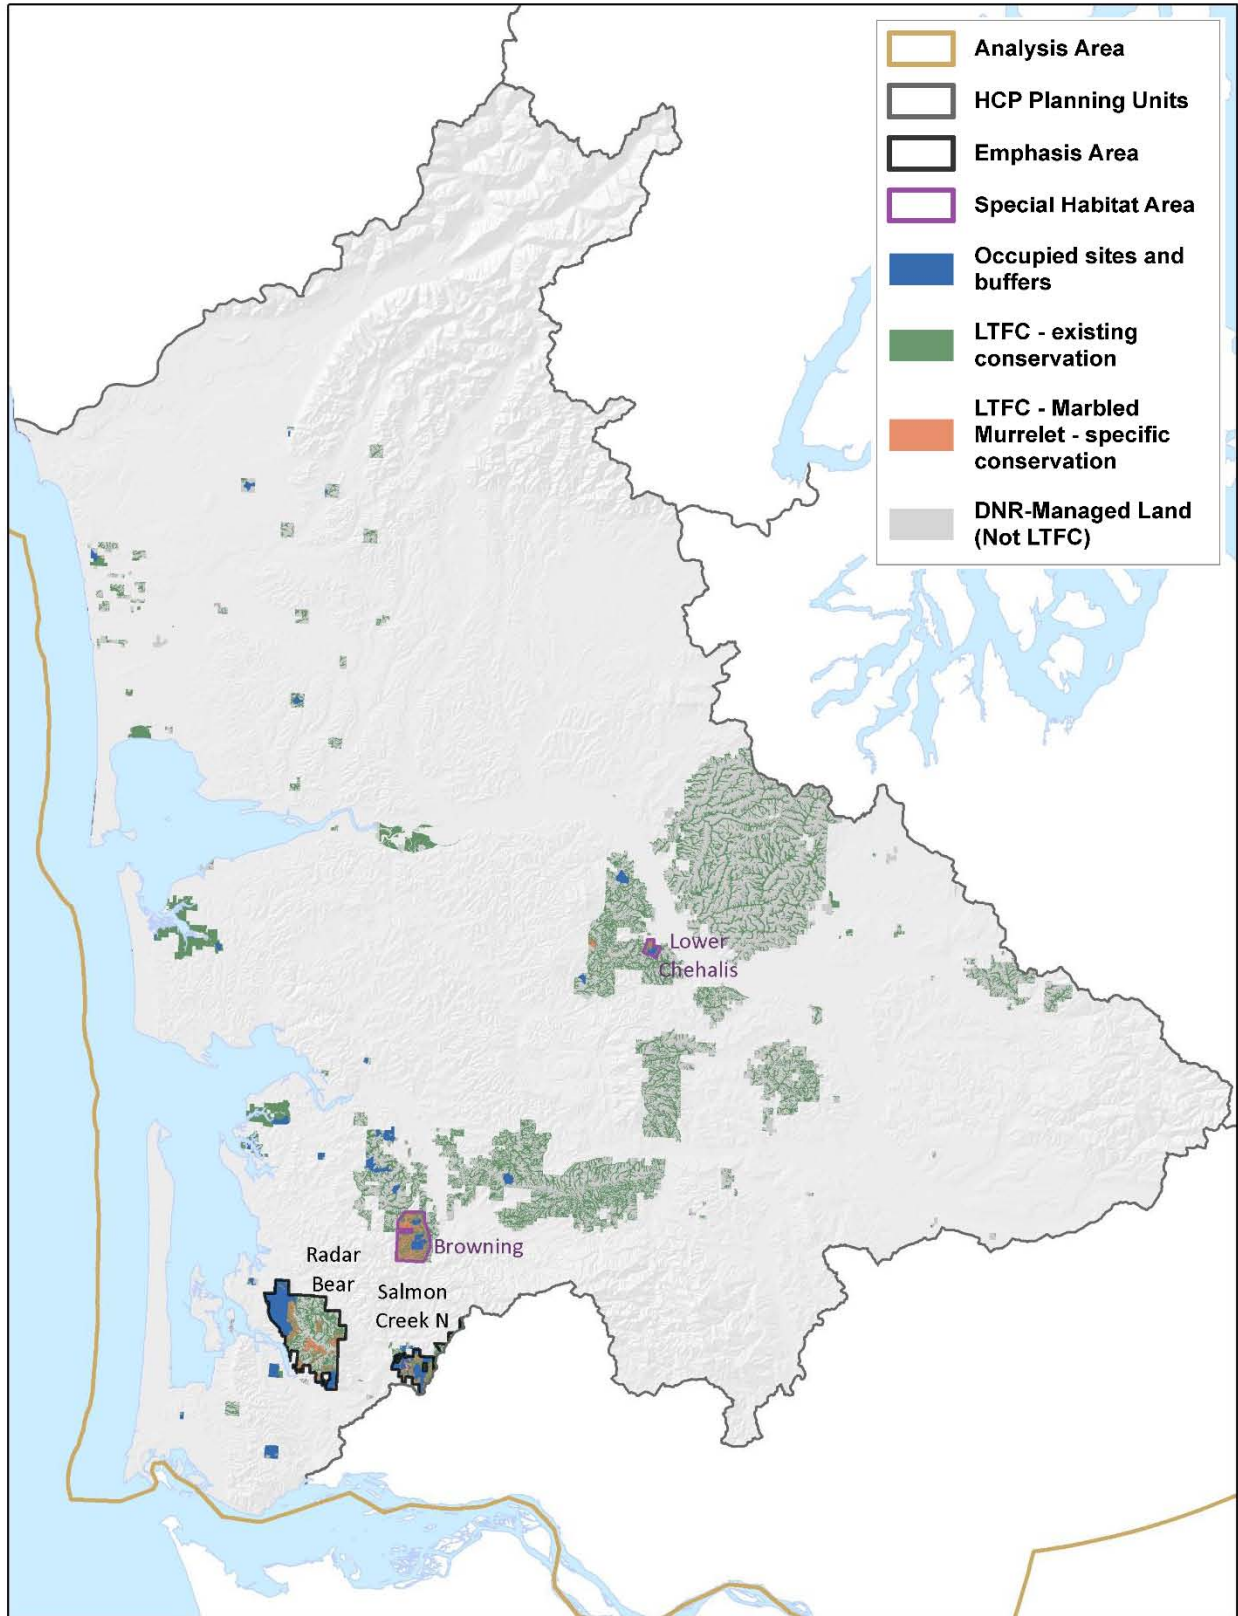 Analysis Area
HCP Planning Units
Emphasis Area
Special Habitat Area
Occupied sites and
buffers
LTFC - existing
conservation
LTFC - Marbled
Murrelet - specific
conservation
DNR-Managed Land
(Not LTFC)
Lower
Chehalis
Browning
Radar
Bear
Salmon
Creek N